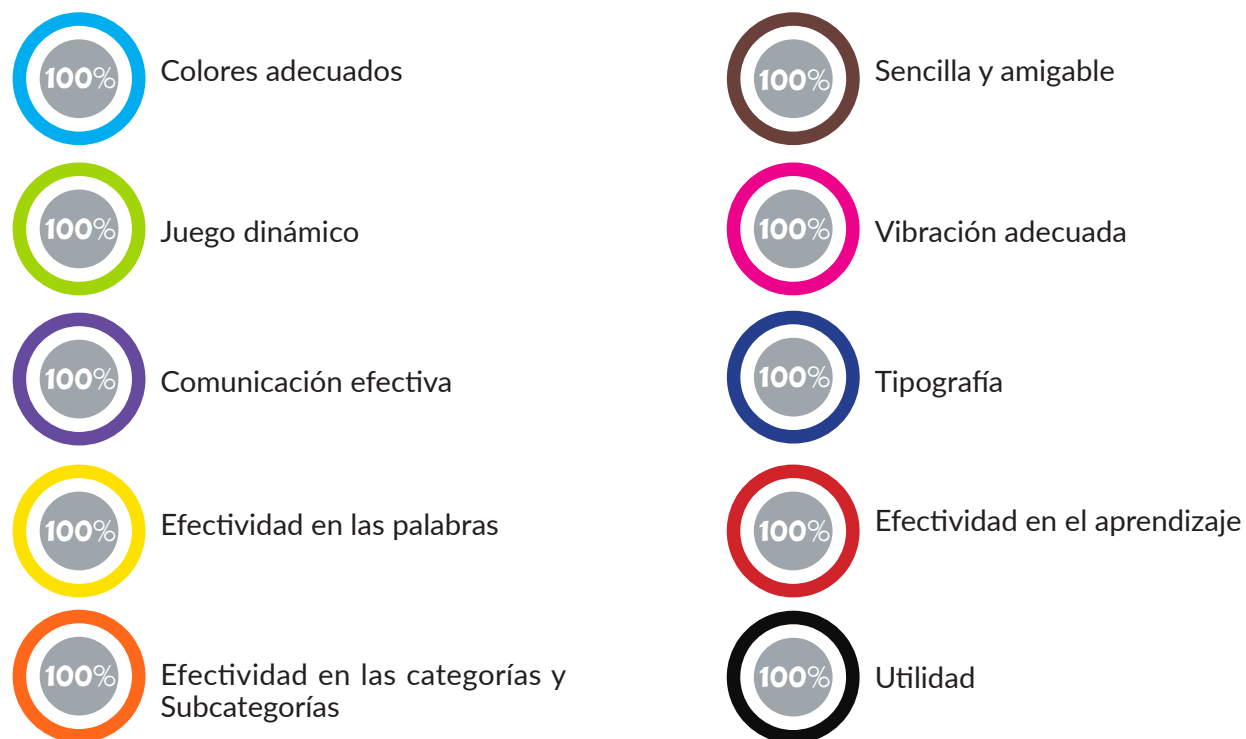 100% Colores adecuados
100% Juego dinámico
100% Comunicación efectiva
100% Efectividad en las palabras
100% Efectividad en las categorías y
Subcategorías
100% Sencilla y amigable
100% Vibración adecuada
100% Tipografía
100% Efectividad en el aprendizaje
100% Utilidad